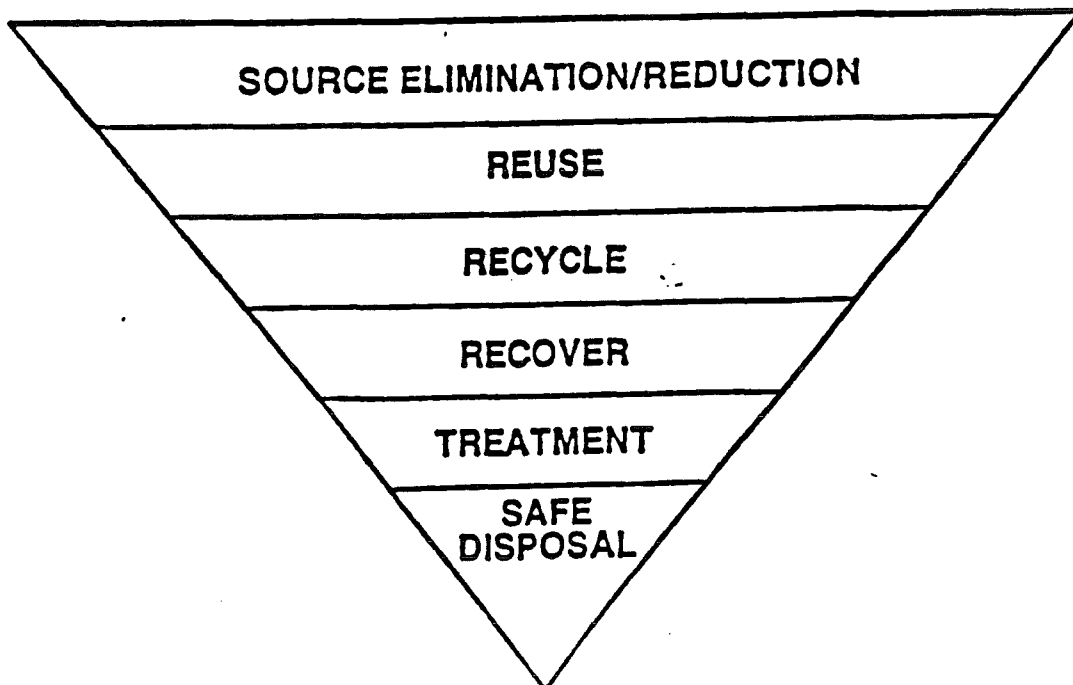 SOURCE ELIMINATION/REDUCTION
REUSE
RECYCLE
RECOVER
TREATMENT
SAFE
DISPOSAL